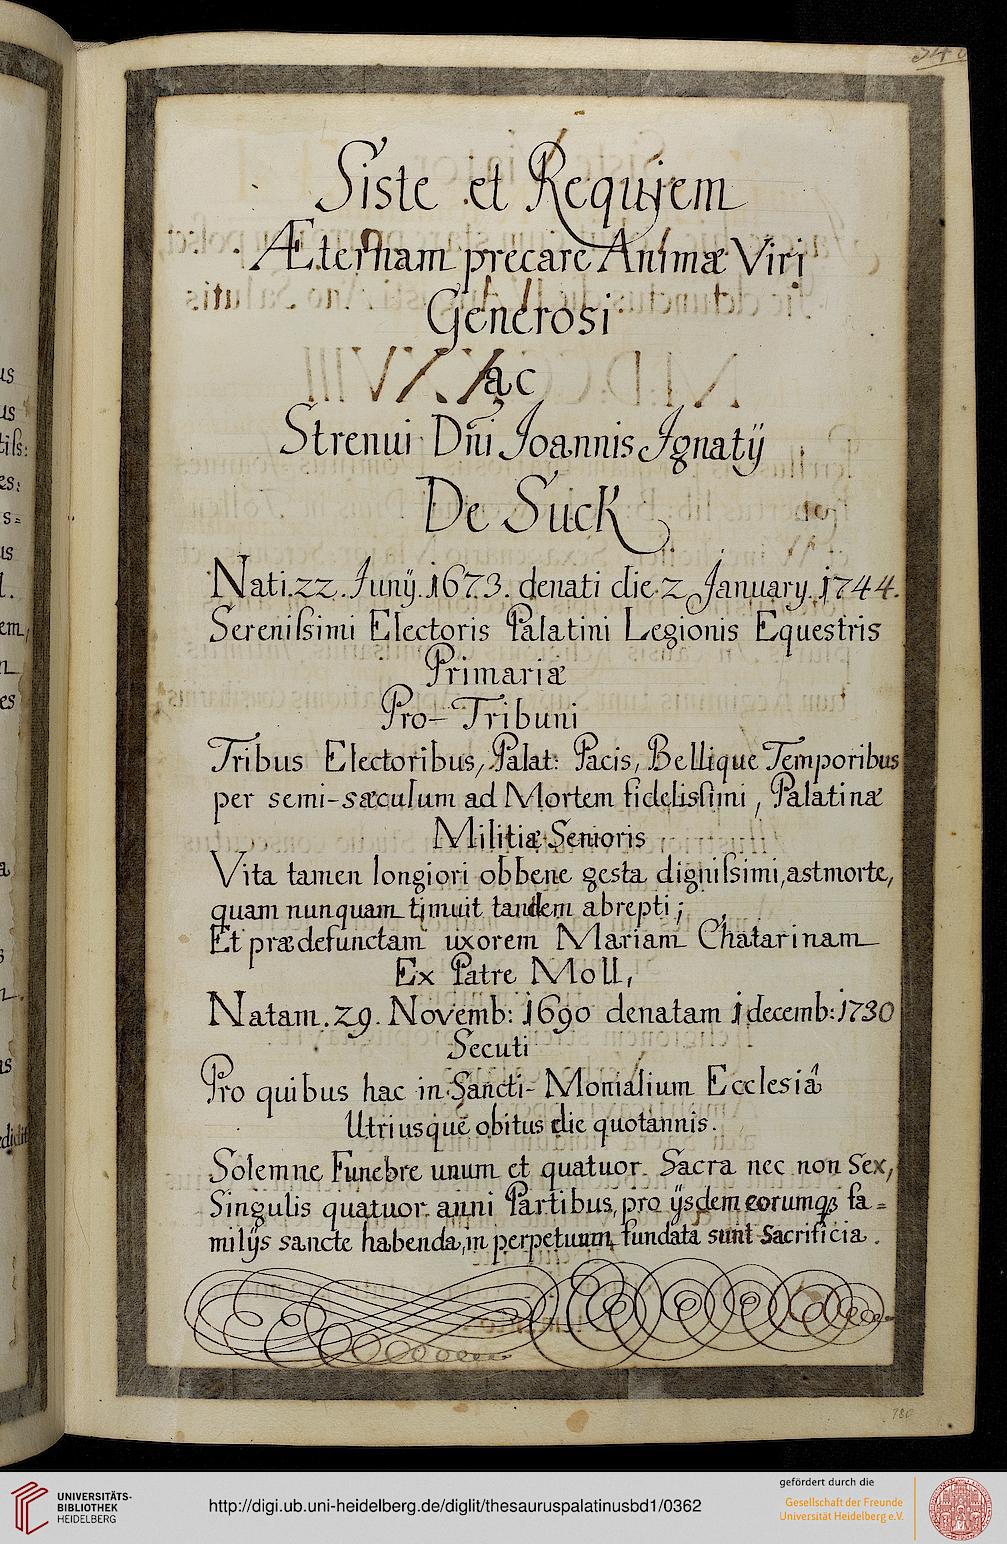 Siste et Requiem
Æternam precare Animæ Viri
Generosi
ac
Strenui Dñi Joannis Ignatÿ
De Suck
Nati.22. Junÿ. 1673. denati die 2 January. 1744.
Serenissimi Electoris Palatini Legionis Equestris
Primariæ
Pro-Tribuni
Tribus Electoribus, Palat: Pacis, Bellique Temporibus
per semi-sæculum ad Mortem fidelissimi, Palatinæ
Militiæ Senioris
Vita tamen longiori ob bene gesta dignissimi, ast morte,
quam nunquam timuit tandem abrepti;
Et prædefunctam uxorem Mariam Chatarinam
Ex Patre Moll,
Natam.29. Novemb: 1690 denatam 1 decemb: 1730
Secuti
Pro quibus hac in Sancti-Monialium Ecclesiâ
Utriusque obitus die quotannis.
Solemne Funebre unum et quatuor Sacra nec non Sex,
Singulis quatuor anni Partibus, pro ÿsdem eorumqꝫ fa=
milÿs sancte habenda, in perpetuum fundata sunt Sacrificia.
780
UNIVERSITÄTS-
BIBLIOTHEK
HEIDELBERG
http://digi.ub.uni-heidelberg.de/diglit/thesauruspalatinusbd1/0362
gefördert durch die
Gesellschaft der Freunde
Universität Heidelberg e.V.